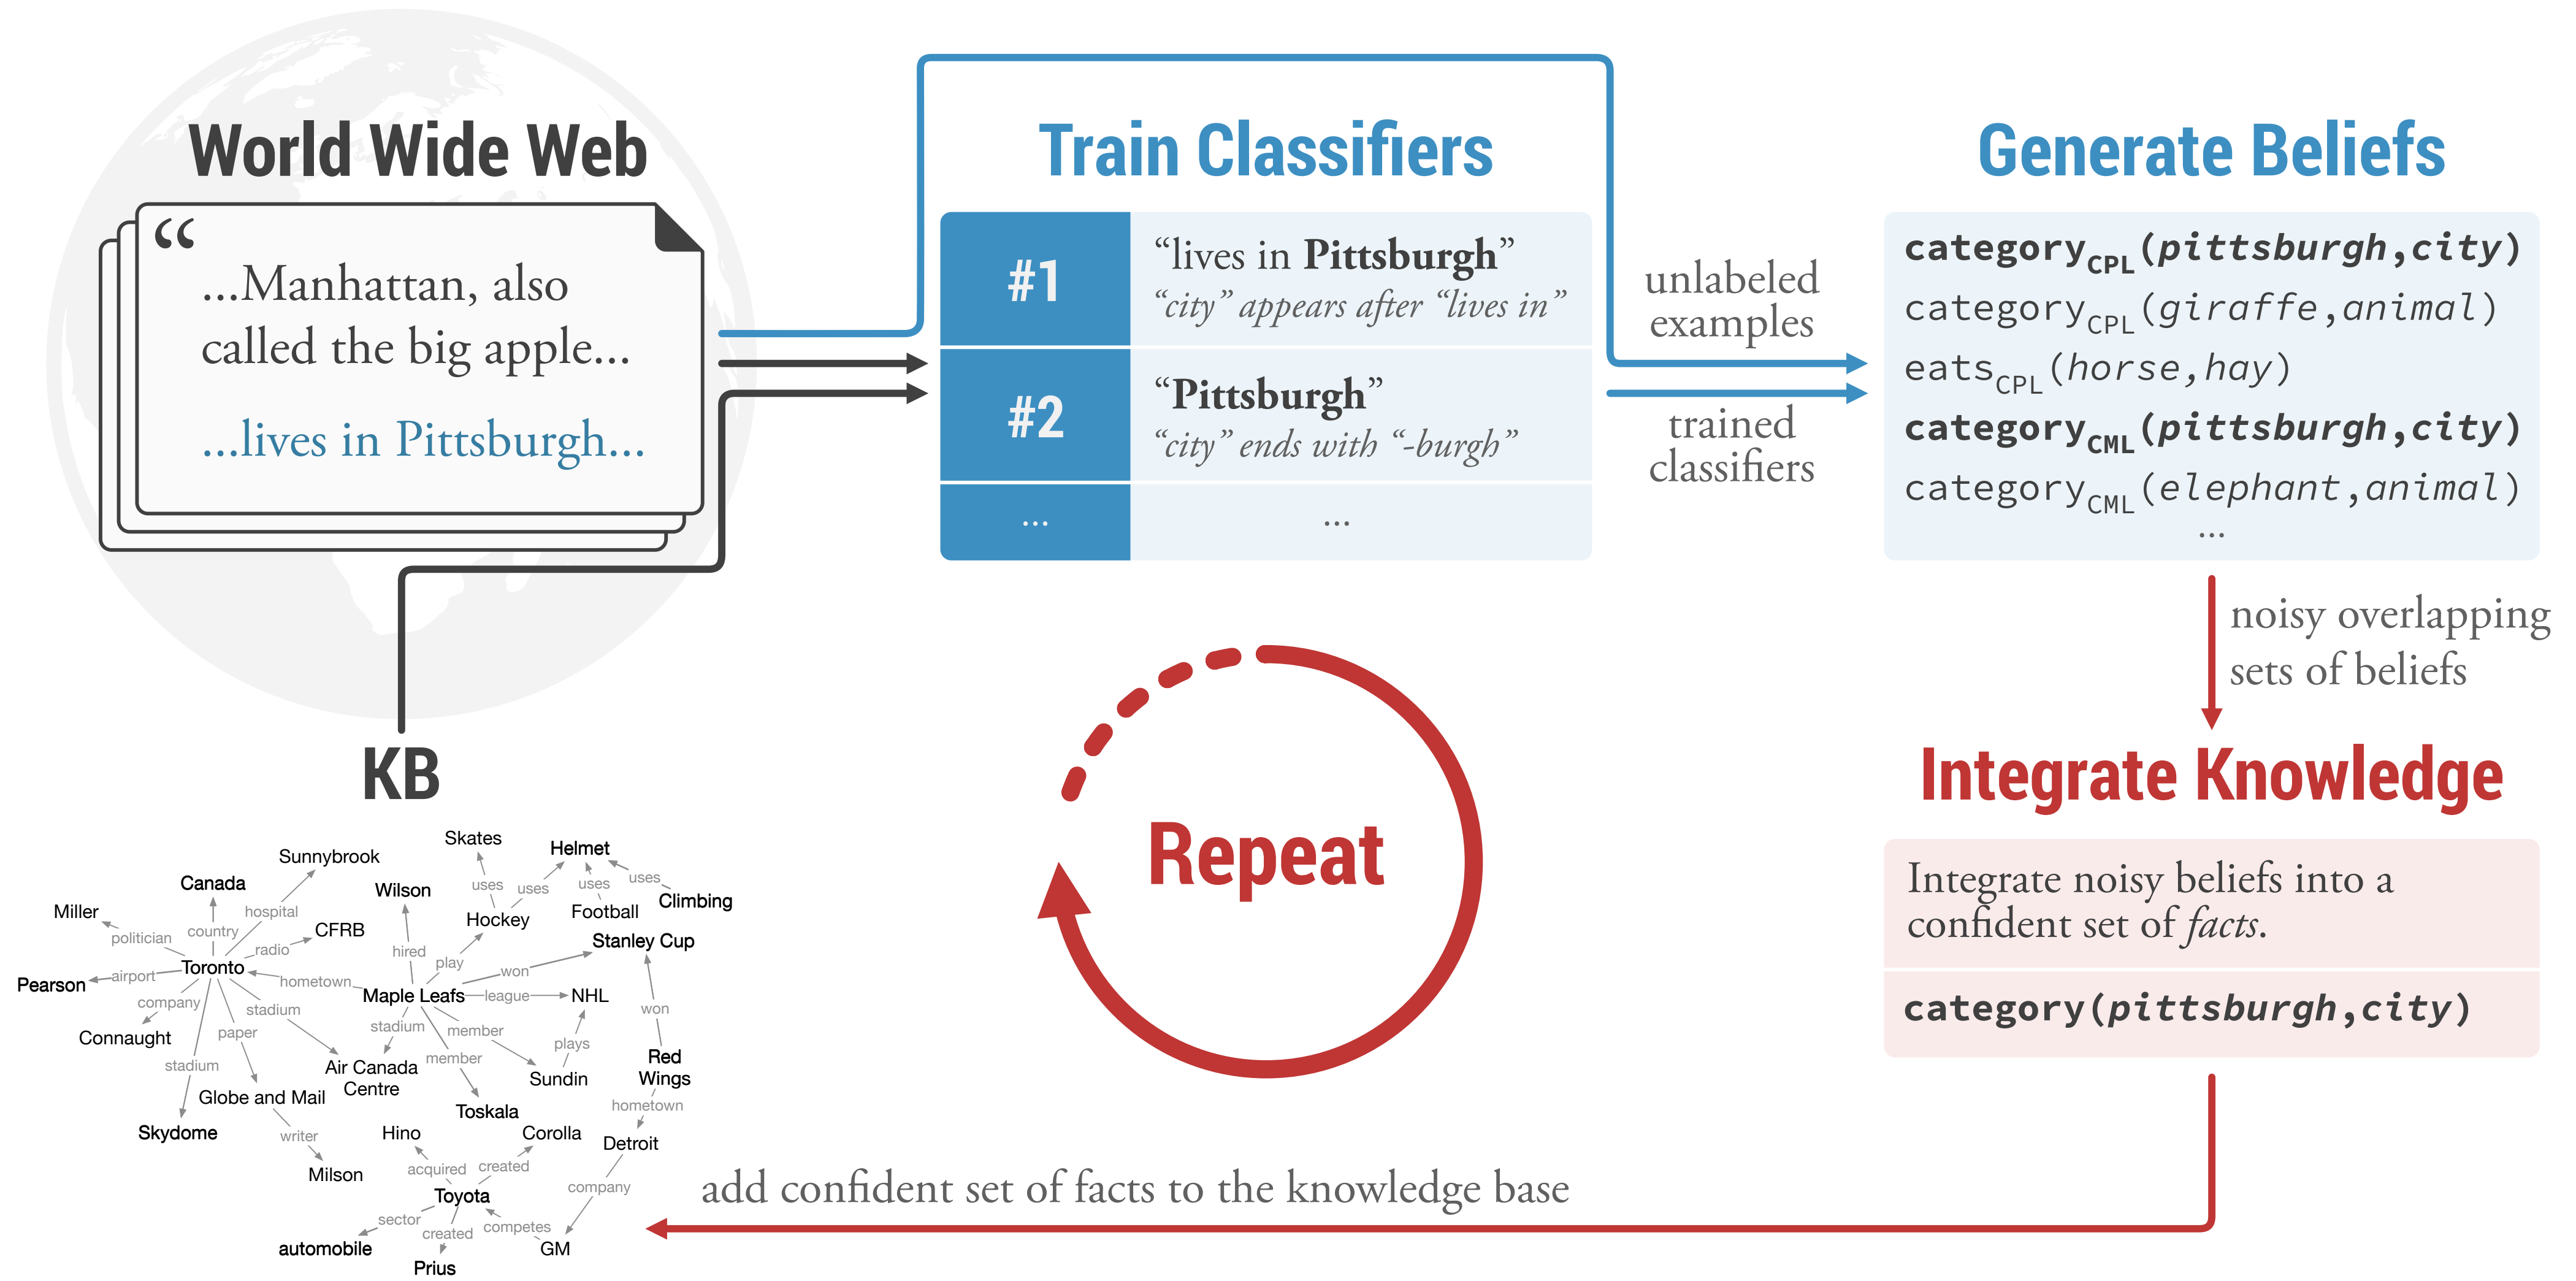 World Wide Web
“
...Manhattan, also
called the big apple...
...lives in Pittsburgh...
Train Classifiers
#1
“lives in Pittsburgh”
“city” appears after “lives in”
#2
“Pittsburgh”
“city” ends with “-burgh”
...
...
unlabeled
examples
trained
classifiers
Generate Beliefs
categoryCPL(pittsburgh,city)
categoryCPL(giraffe,animal)
eatsCPL(horse,hay)
categoryCML(pittsburgh,city)
categoryCML(elephant,animal)
...
noisy overlapping
sets of beliefs
Integrate Knowledge
Integrate noisy beliefs into a
confident set of facts.
category(pittsburgh,city)
Repeat
add confident set of facts to the knowledge base
KB
Skates
Helmet
Sunnybrook
Canada
Wilson
uses
uses
uses
uses
Climbing
Miller
hospital
Hockey
Football
politician
country
radio
CFRB
hired
Stanley Cup
play
won
Toronto
Pearson
airport
hometown
Maple Leafs
league
NHL
company
stadium
won
Connaught
paper
stadium
member
plays
stadium
member
Red
Wings
Air Canada
Centre
Sundin
Globe and Mail
Toskala
hometown
Skydome
writer
Hino
Corolla
Detroit
Milson
acquired
created
company
Toyota
sector
created
competes
automobile
GM
Prius